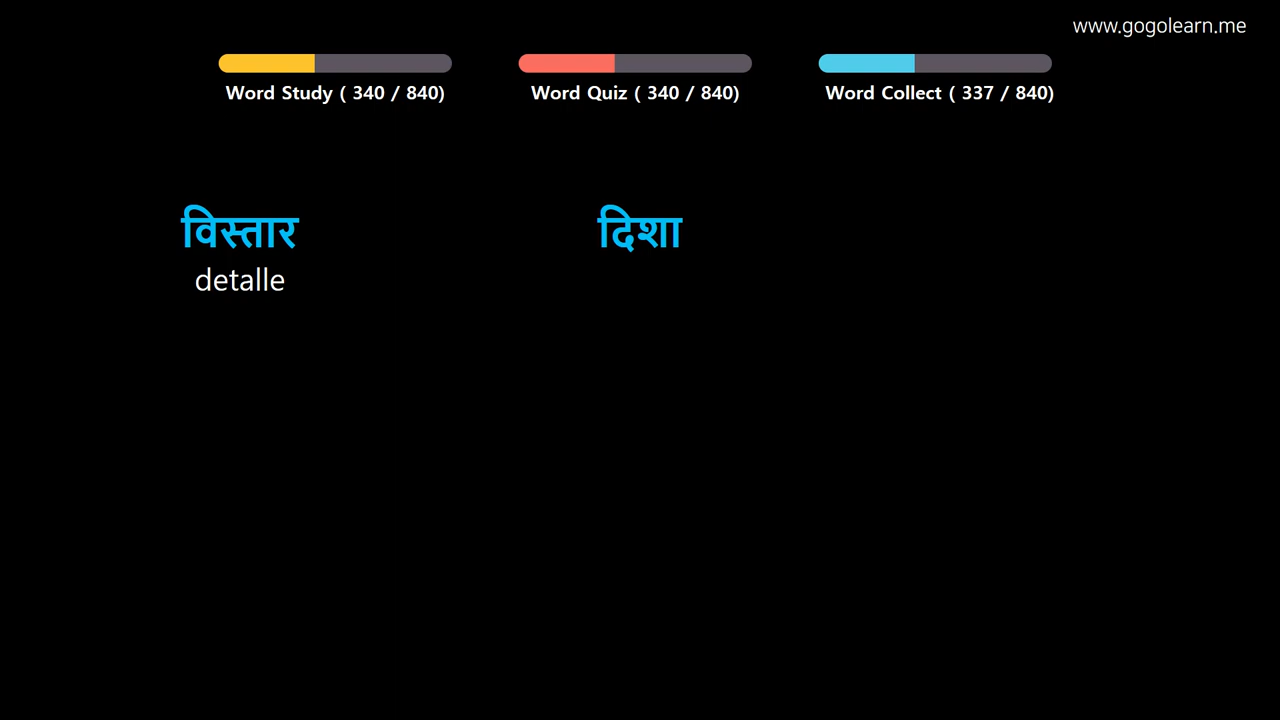 www.gogolearn.me
Word Study ( 340 / 840)
Word Quiz ( 340 / 840)
Word Collect ( 337 / 840)
विस्तार
detalle
दिशा